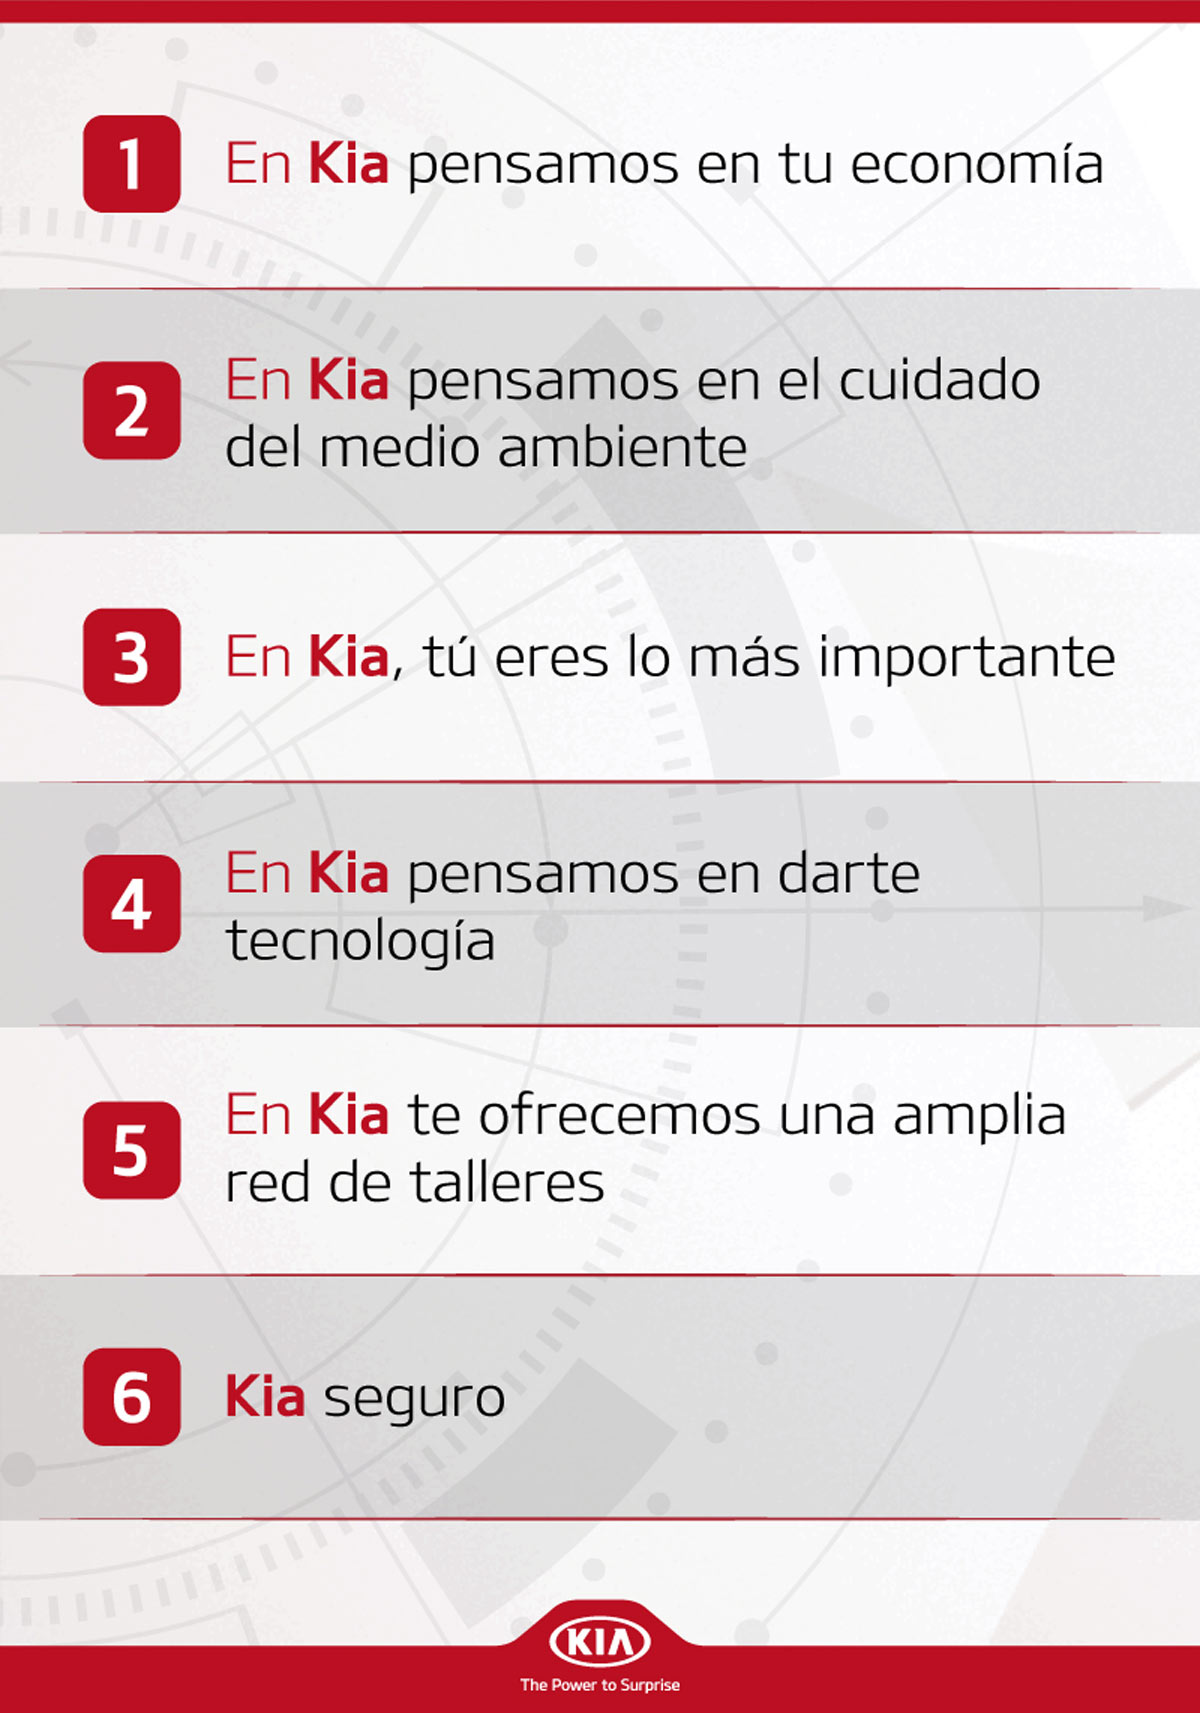 1
En Kia pensamos en tu economía
2
En Kia pensamos en el cuidado
del medio ambiente
3
En Kia, tú eres lo más importante
4
En Kia pensamos en darte
tecnología
5
En Kia te ofrecemos una amplia
red de talleres
6
Kia seguro
KIA
The Power to Surprise